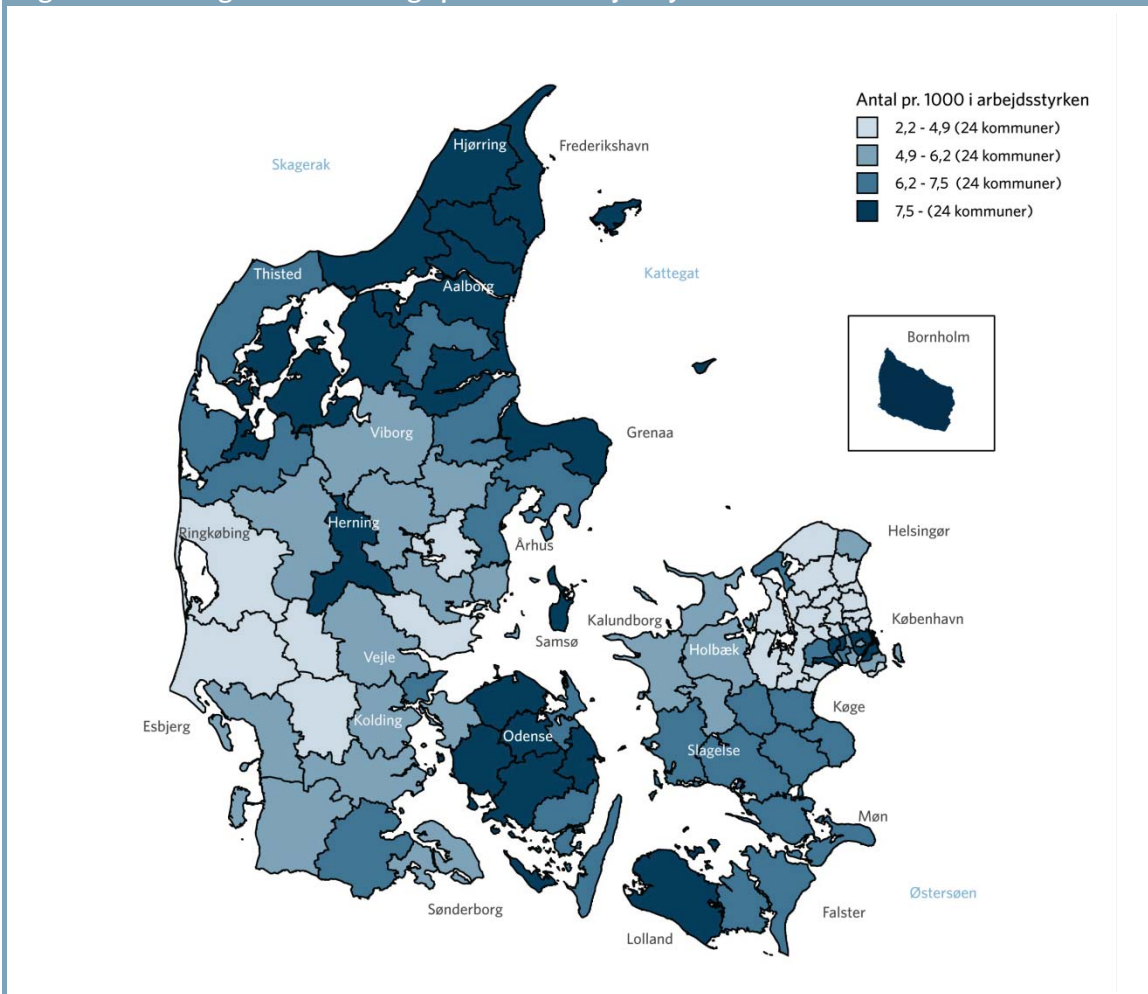 Antal pr. 1000 i arbejdsstyrken
2,2 - 4,9 (24 kommuner)
4,9 - 6,2 (24 kommuner)
6,2 - 7,5 (24 kommuner)
7,5 - (24 kommuner)
Hjørring
Frederikshavn
Skagerak
Thisted
Kattegat
Aalborg
Bornholm
Viborg
Grenaa
Ringkøbing
Herning
Århus
Helsingør
Samsø
Kalundborg
København
Vejle
Holbæk
Esbjerg
Kolding
Odense
Køge
Slagelse
Møn
Sønderborg
Østersøen
Falster
Lolland